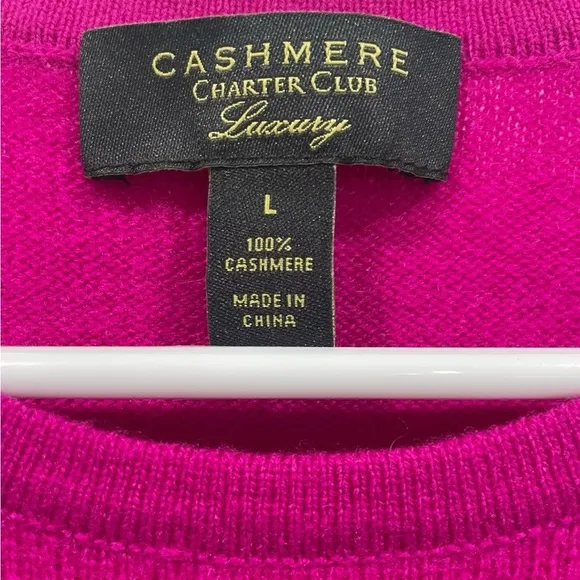 CASHMERE
CHARTER CLUB
Luxury
L
100%
CASHMERE
MADE IN
CHINA